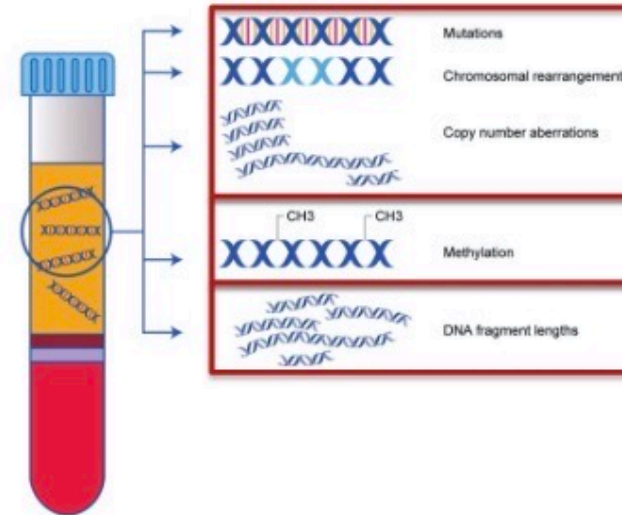 Mutations
Chromosomal rearrangement
Copy number aberrations
CH3 CH3
Methylation
DNA fragment lengths